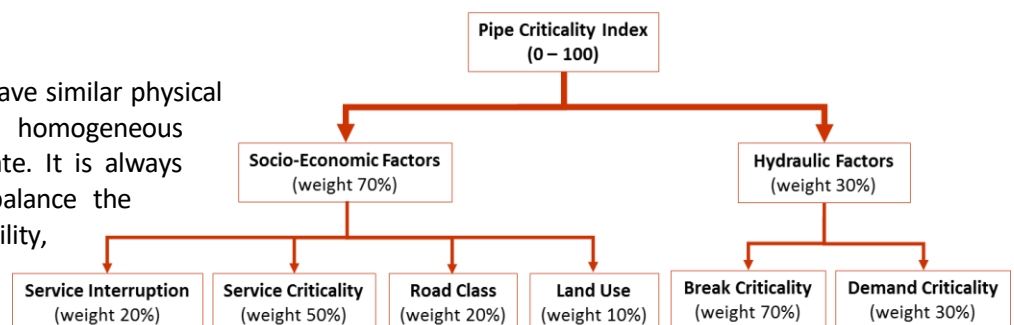 Pipe Criticality Index
(0 – 100)
ave similar physical
homogeneous
ate. It is always
balance the
ility,
Socio-Economic Factors
(weight 70%)
Hydraulic Factors
(weight 30%)
Service Interruption
(weight 20%)
Service Criticality
(weight 50%)
Road Class
(weight 20%)
Land Use
(weight 10%)
Break Criticality
(weight 70%)
Demand Criticality
(weight 30%)